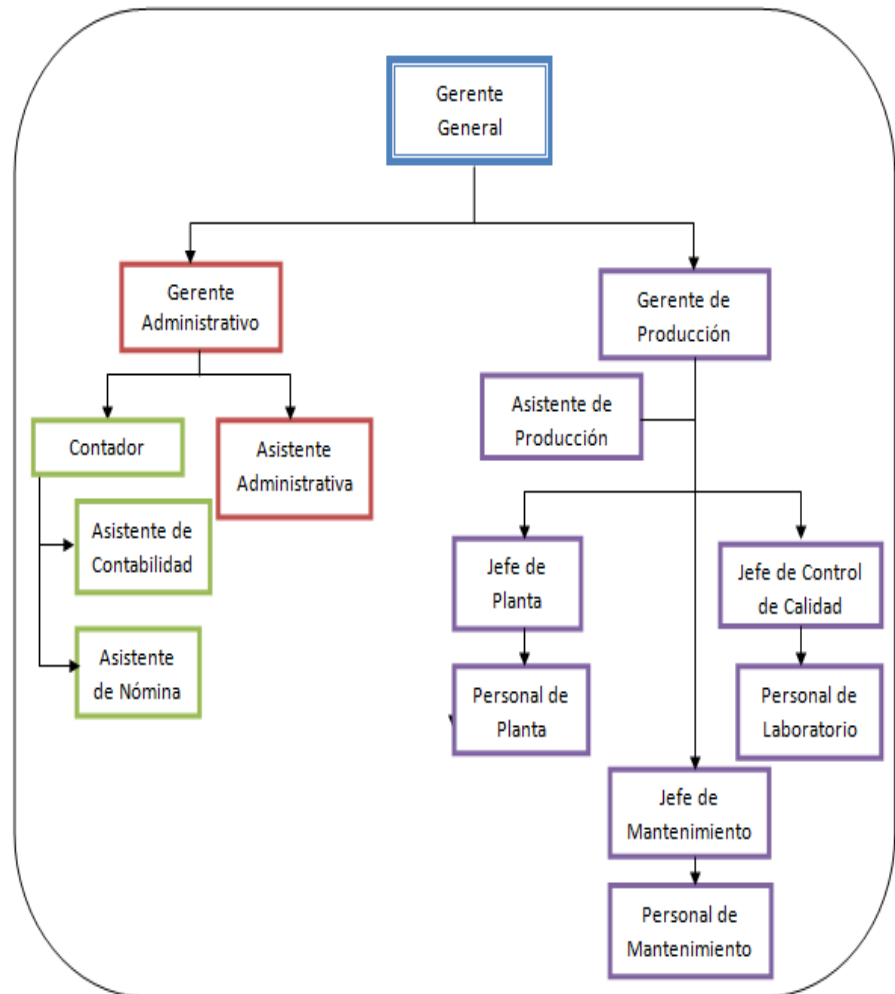 Gerente
General
Gerente
Administrativo
Gerente de
Producción
Asistente de
Producción
Contador
Asistente
Administrativa
Asistente de
Contabilidad
Asistente
de Nómina
Jefe de
Planta
Jefe de Control
de Calidad
Personal de
Planta
Personal de
Laboratorio
Jefe de
Mantenimiento
Personal de
Mantenimiento